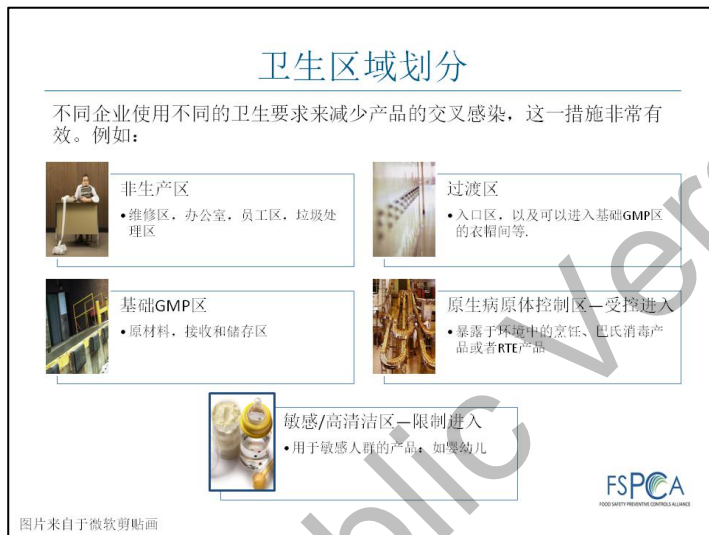 卫生区域划分
不同企业使用不同的卫生要求来减少产品的交叉感染，这一措施非常有
效。例如：
非生产区
•维修区，办公室，员工区，垃圾处
理区
过渡区
•入口区，以及可以进入基础GMP区
的衣帽间等.
基础GMP区
•原材料，接收和储存区
原生病原体控制区—受控进入
•暴露于环境中的烹饪、巴氏消毒产
品或者RTE产品
敏感/高清洁区—限制进入
•用于敏感人群的产品：如婴幼儿
FSPCA
FOOD SAFETY PREVENTIVE CONTROLS ALLIANCE
图片来自于微软剪贴画